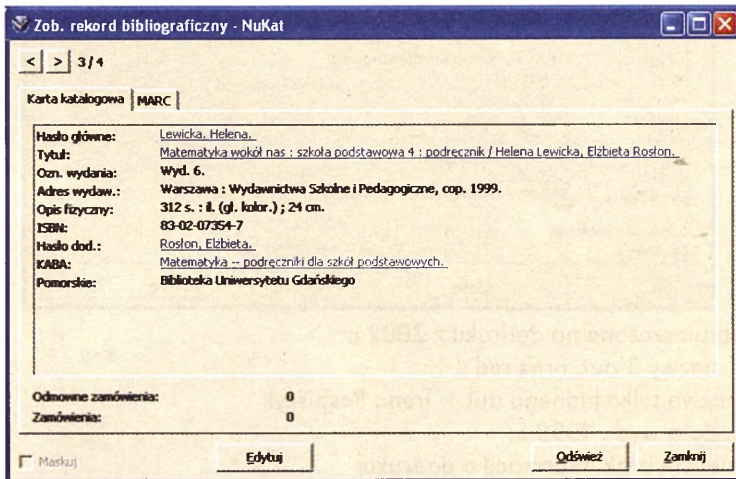 Zob. rekord bibliograficzny - NuKat
< > 3/4
Karta katalogowa MARC
Hasło główne: Lewicka, Helena.
Tytuł: Matematyka wokół nas : szkoła podstawowa 4 : podręcznik / Helena Lewicka, Elżbieta Rosłon.
Ozn. wydania: Wyd. 6.
Adres wydaw.: Warszawa : Wydawnictwa Szkolne i Pedagogiczne, cop. 1999.
Opis fizyczny: 312 s. : il. (gł. kolor.) ; 24 cm.
ISBN: 83-02-07354-7
Hasło dod.: Rosłon, Elżbieta.
KABA: Matematyka -- podręczniki dla szkół podstawowych.
Pomorskie: Biblioteka Uniwersytetu Gdańskiego
Odmowne zamówienia: 0
Zamówienia: 0
Maskuj Edytuj Odśwież Zamknij